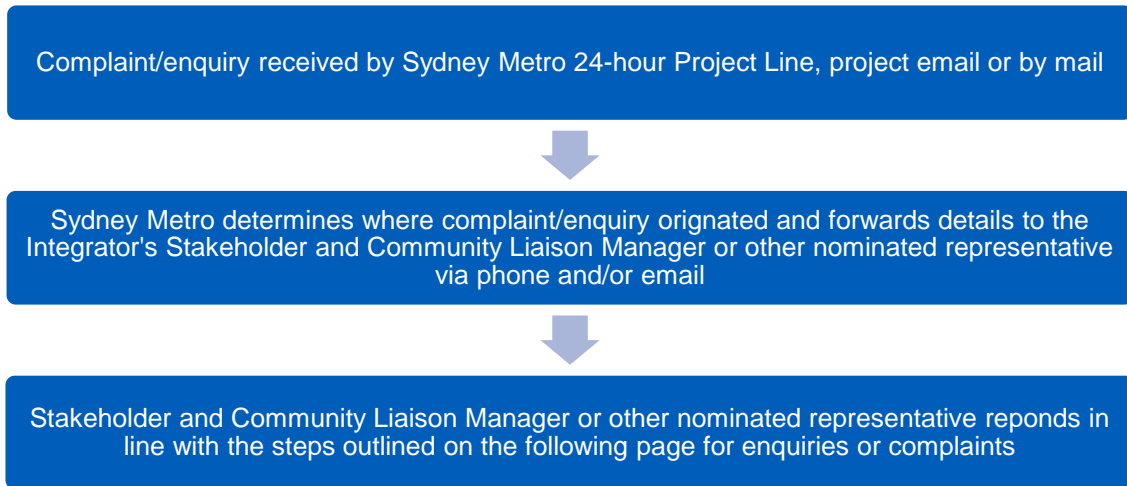 Complaint/enquiry received by Sydney Metro 24-hour Project Line, project email or by mail
Sydney Metro determines where complaint/enquiry orignated and forwards details to the
Integrator's Stakeholder and Community Liaison Manager or other nominated representative
via phone and/or email
Stakeholder and Community Liaison Manager or other nominated representative reponds in
line with the steps outlined on the following page for enquiries or complaints